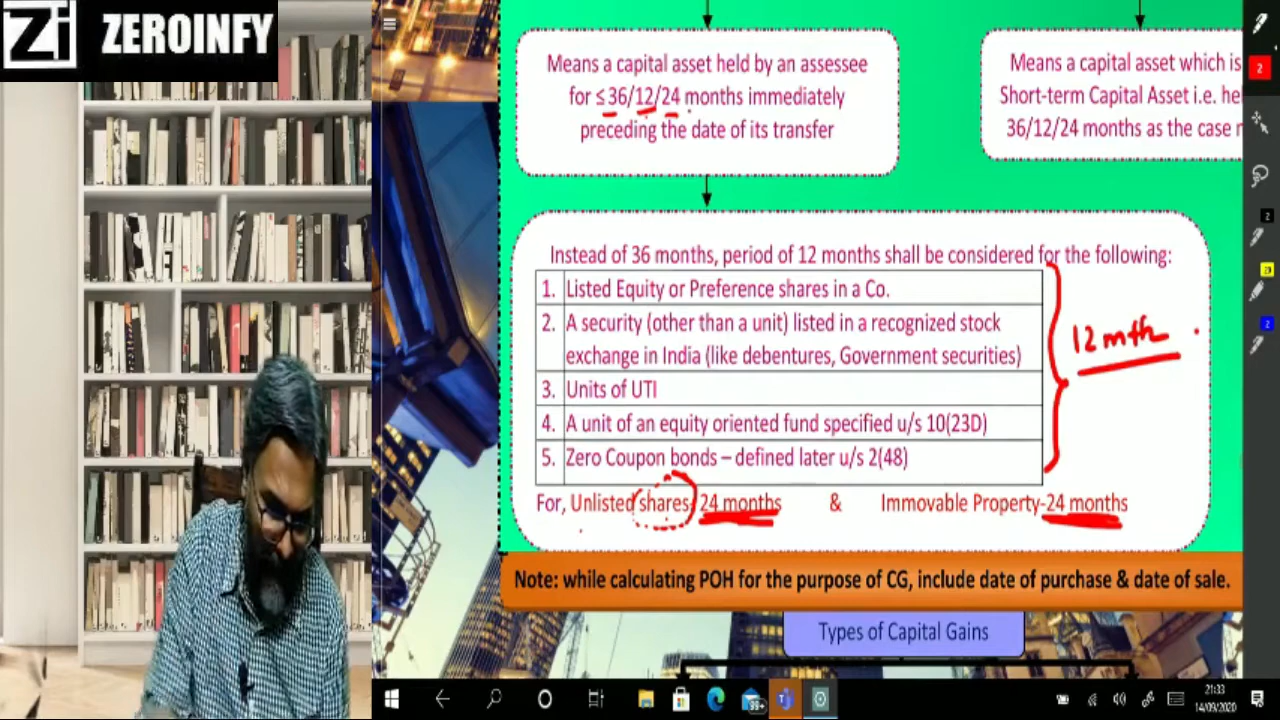 Zi ZEROINFY
Means a capital asset held by an assessee
for ≤ 36/12/24 months immediately
preceding the date of its transfer
Means a capital asset which is
Short-term Capital Asset i.e. hel
36/12/24 months as the case
Instead of 36 months, period of 12 months shall be considered for the following:
1. Listed Equity or Preference shares in a Co.
2. A security (other than a unit) listed in a recognized stock
exchange in India (like debentures, Government securities)
3. Units of UTI
4. A unit of an equity oriented fund specified u/s 10(23D)
5. Zero Coupon bonds – defined later u/s 2(48)
12 mth
For, Unlisted shares- 24 months & Immovable Property-24 months
Note: while calculating POH for the purpose of CG, include date of purchase & date of sale.
Types of Capital Gains
99+
21:33
14/09/2020
2
2
2